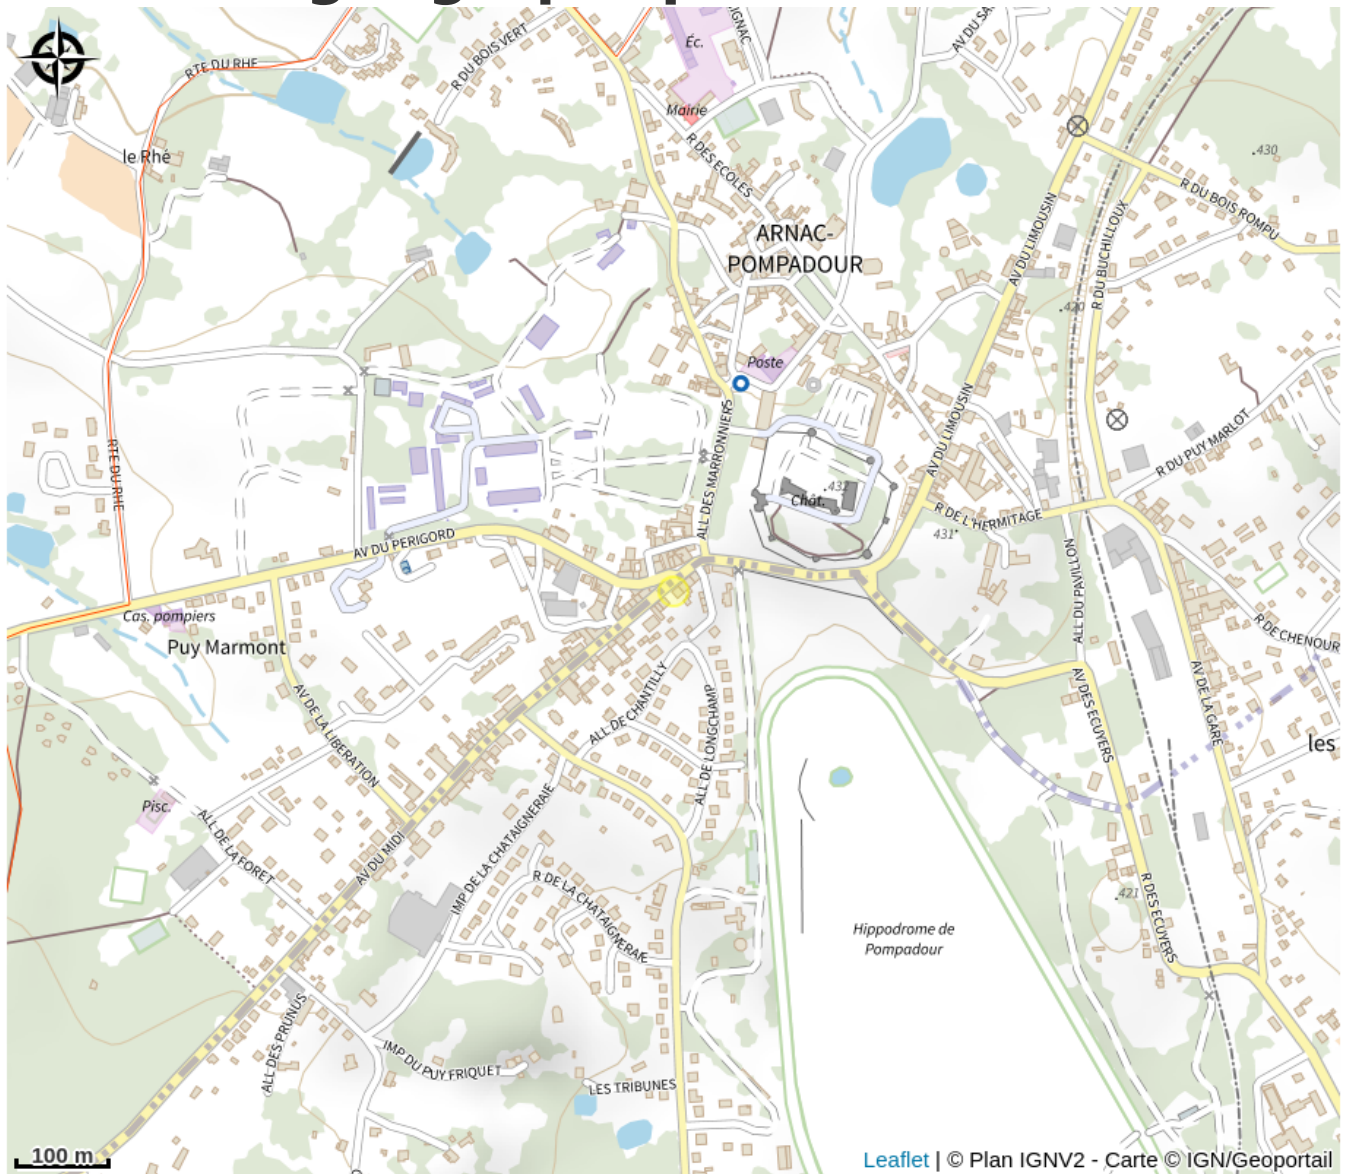 RTE DU RHE
R DU BOIS VERT
IGNAC
AV DU SA
Éc.
Mairie
le Rhé
R DES ECOLES
.430
R DU BOIS ROMPU
ARNAC-
POMPADOUR
AV DU LIMOUSIN
R DU BUCHILLOUX
.420
Poste
ALL DES MARRONNIERS
AV DU LIMOUSIN
R DU PUY MARLOT
RTE DU RHE
.432
Chât.
R DE L'HERMITAGE
431
AV DU PERIGORD
ALL DU PAVILLON
Cas. pompiers
Puy Marmont
R DE CHENOUR
AV DE LA LIBERATION
ALL DE CHANTILLY
ALL DE LONGCHAMP
AV DES ECUYERS
AV DE LA GARE
les
Pisc.
ALL DE LA FORET
AV DU MIDI
IMP DE LA CHATAIGNERAIE
R DE LA CHATAIGNERAIE
.421
R DES ECUYERS
Hippodrome de
Pompadour
ALL DES PRUNUS
IMP DU PUY FRIQUET
LES TRIBUNES
100 m
Leaflet | © Plan IGNV2 - Carte © IGN/Geoportail